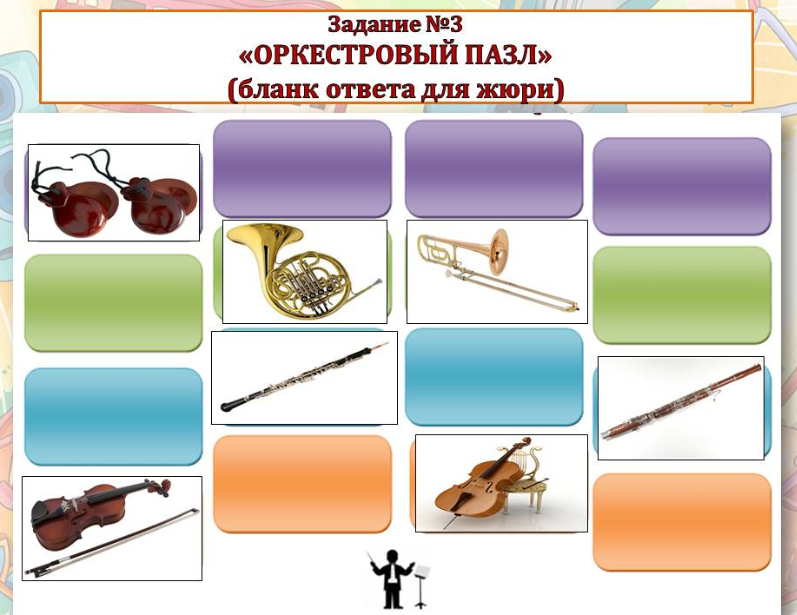 Задание №3
«ОРКЕСТРОВЫЙ ПАЗЛ»
(бланк ответа для жюри)